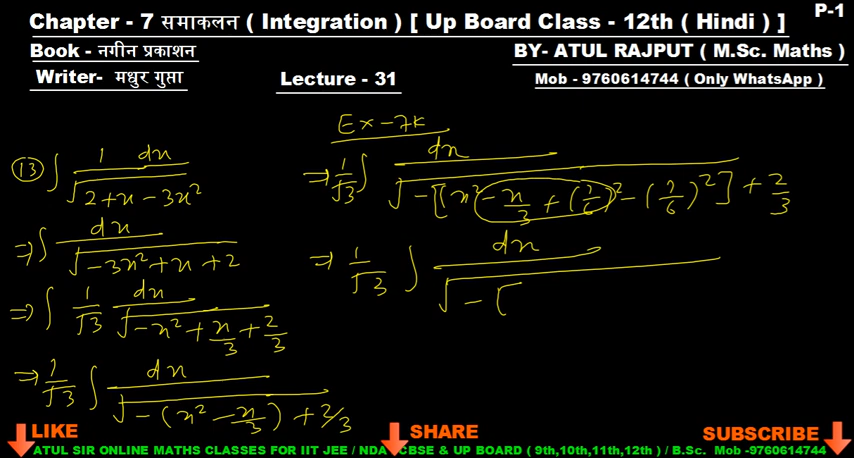 Chapter - 7 समाकलन ( Integration ) [ Up Board Class - 12th ( Hindi ) ]
P-1
Book - नगीन प्रकाशन
BY- ATUL RAJPUT ( M.Sc. Maths )
Writer- मधुर गुप्ता
Lecture - 31
Mob - 9760614744 ( Only WhatsApp )
Ex - 7K
(13) ∫ 1 dx / √(2+x-3x²)
⇒ ∫ dx / √(-3x²+x+2)
⇒ ∫ 1/√3 dx / √(-x²+x/3+2/3)
⇒ 1/√3 ∫ dx / √(-(x²-x/3)+2/3)
⇒ 1/√3 ∫ dx / √(-[(x²-x/3+(1/6)²-(1/6)²]+2/3
⇒ 1/√3 ∫ dx / √(-[
LIKE
SHARE
SUBSCRIBE
ATUL SIR ONLINE MATHS CLASSES FOR IIT JEE / NDA CBSE & UP BOARD ( 9th,10th,11th,12th ) / B.Sc. Mob -9760614744